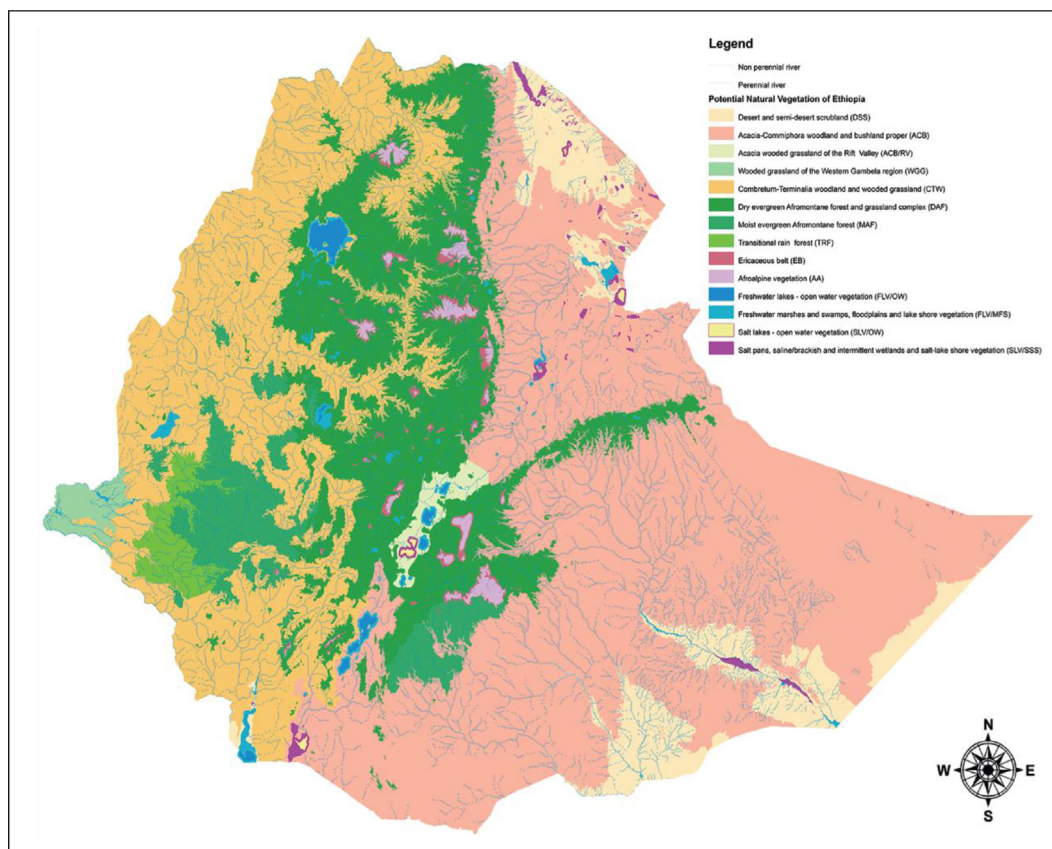 Legend
Non perennial river
Perennial river
Potential Natural Vegetation of Ethiopia
Desert and semi-desert scrubland (DSS)
Acacia-Commiphora woodland and bushland proper (ACB)
Acacia wooded grassland of the Rift Valley (ACB/RV)
Wooded grassland of the Western Gambela region (WGG)
Combretum-Terminalia woodland and wooded grassland (CTW)
Dry evergreen Afromontane forest and grassland complex (DAF)
Moist evergreen Afromontane forest (MAF)
Transitional rain forest (TRF)
Ericaceous belt (EB)
Afroalpine vegetation (AA)
Freshwater lakes - open water vegetation (FLV/OW)
Freshwater marshes and swamps, floodplains and lake shore vegetation (FLV/MFS)
Salt lakes - open water vegetation (SLV/OW)
Salt pans, saline/brackish and intermittent wetlands and salt-lake shore vegetation (SLV/SSS)
N
W E
S